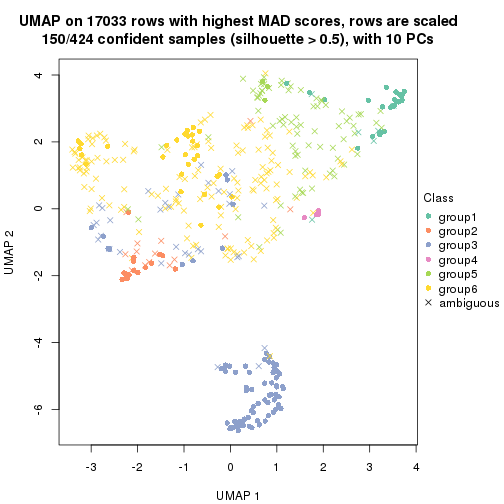 UMAP on 17033 rows with highest MAD scores, rows are scaled
150/424 confident samples (silhouette > 0.5), with 10 PCs
4
2
0
-2
-4
-6
UMAP 2
-3
-2
-1
0
1
2
3
4
UMAP 1
Class
group1
group2
group3
group4
group5
group6
ambiguous